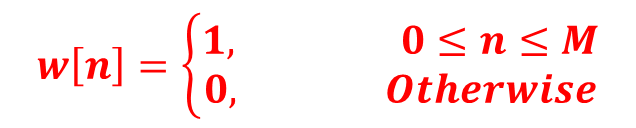 w[n] = { 1, 0 ≤ n ≤ M
0, Otherwise